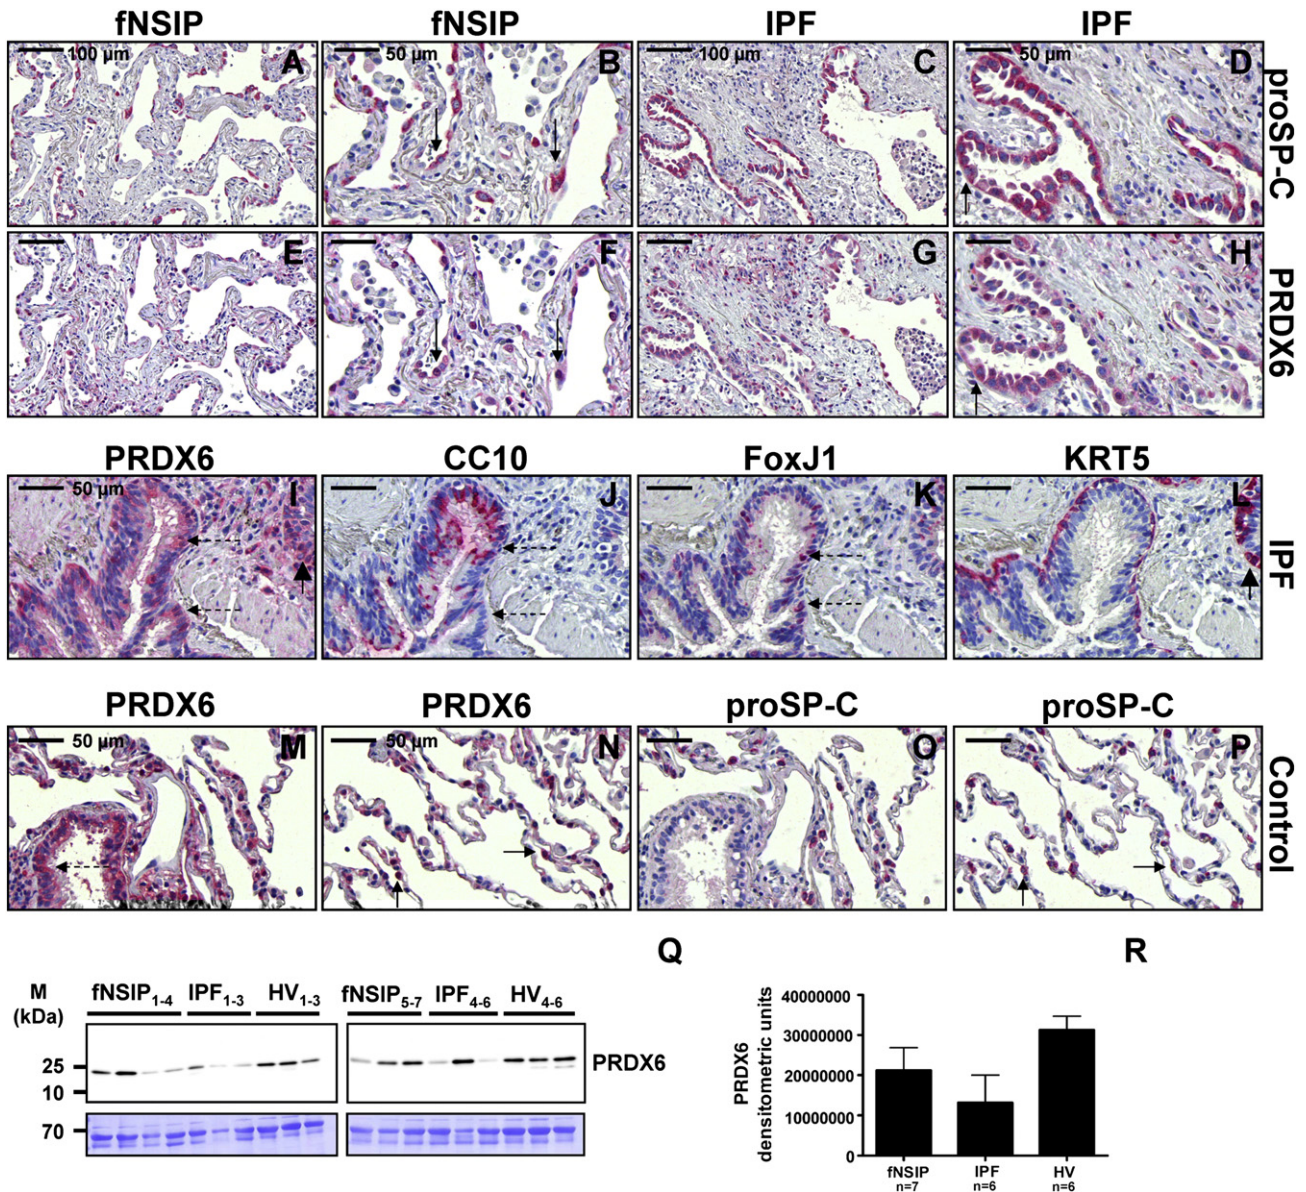 fNSIP fNSIP IPF IPF
100 µm A 50 µm B 100 µm C 50 µm D
proSP-C
E F G H
PRDX6
PRDX6 CC10 FoxJ1 KRT5
50 µm I J K L
IPF
PRDX6 PRDX6 proSP-C proSP-C
50 µm M 50 µm N O P
Control
Q R
M
(kDa)
fNSIP1-4 IPF1-3 HV1-3 fNSIP5-7 IPF4-6 HV4-6
25
10
70
PRDX6
PRDX6
densitometric units
40000000
30000000
20000000
10000000
0
fNSIP IPF HV
n=7 n=6 n=6